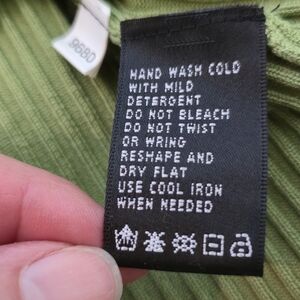 968D
HAND WASH COLD
WITH MILD
DETERGENT
DO NOT BLEACH
DO NOT TWIST
OR WRING
RESHAPE AND
DRY FLAT
USE COOL IRON
WHEN NEEDED